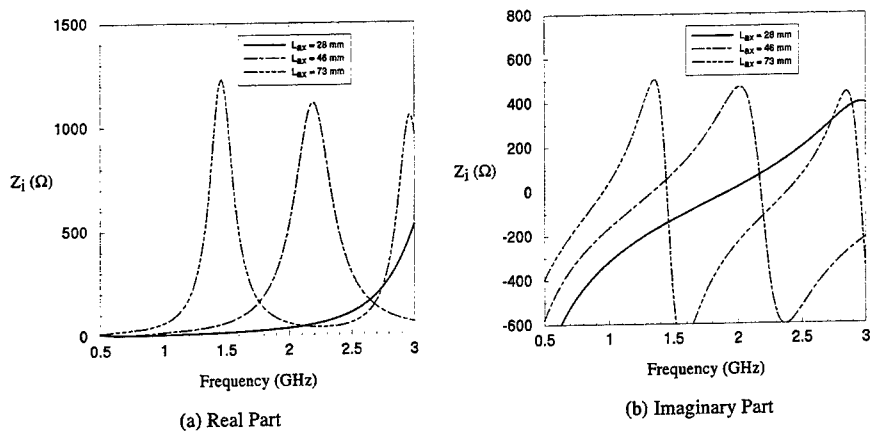 1500
1000
500
0
Z_i (Ω)
L_ax = 28 mm
L_ax = 46 mm
L_ax = 73 mm
0.5
1
1.5
2
2.5
3
Frequency (GHz)
(a) Real Part
800
600
400
200
0
-200
-400
-600
Z_i (Ω)
L_ax = 28 mm
L_ax = 46 mm
L_ax = 73 mm
0.5
1
1.5
2
2.5
3
Frequency (GHz)
(b) Imaginary Part